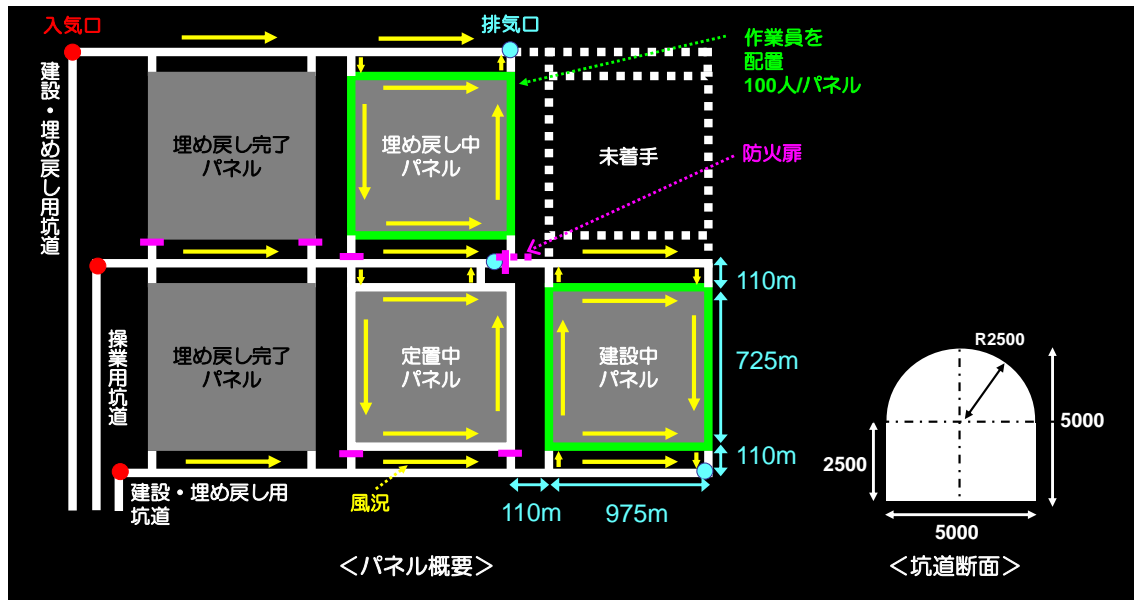 入気口
排気口
作業員を
配置
100人/パネル
建設・埋め戻し用坑道
埋め戻し完了
パネル
埋め戻し中
パネル
未着手
防火扉
110m
操業用坑道
埋め戻し完了
パネル
定置中
パネル
建設中
パネル
725m
R2500
5000
2500
110m
建設・埋め戻し用
坑道
風況
110m
975m
5000
＜パネル概要＞
＜坑道断面＞